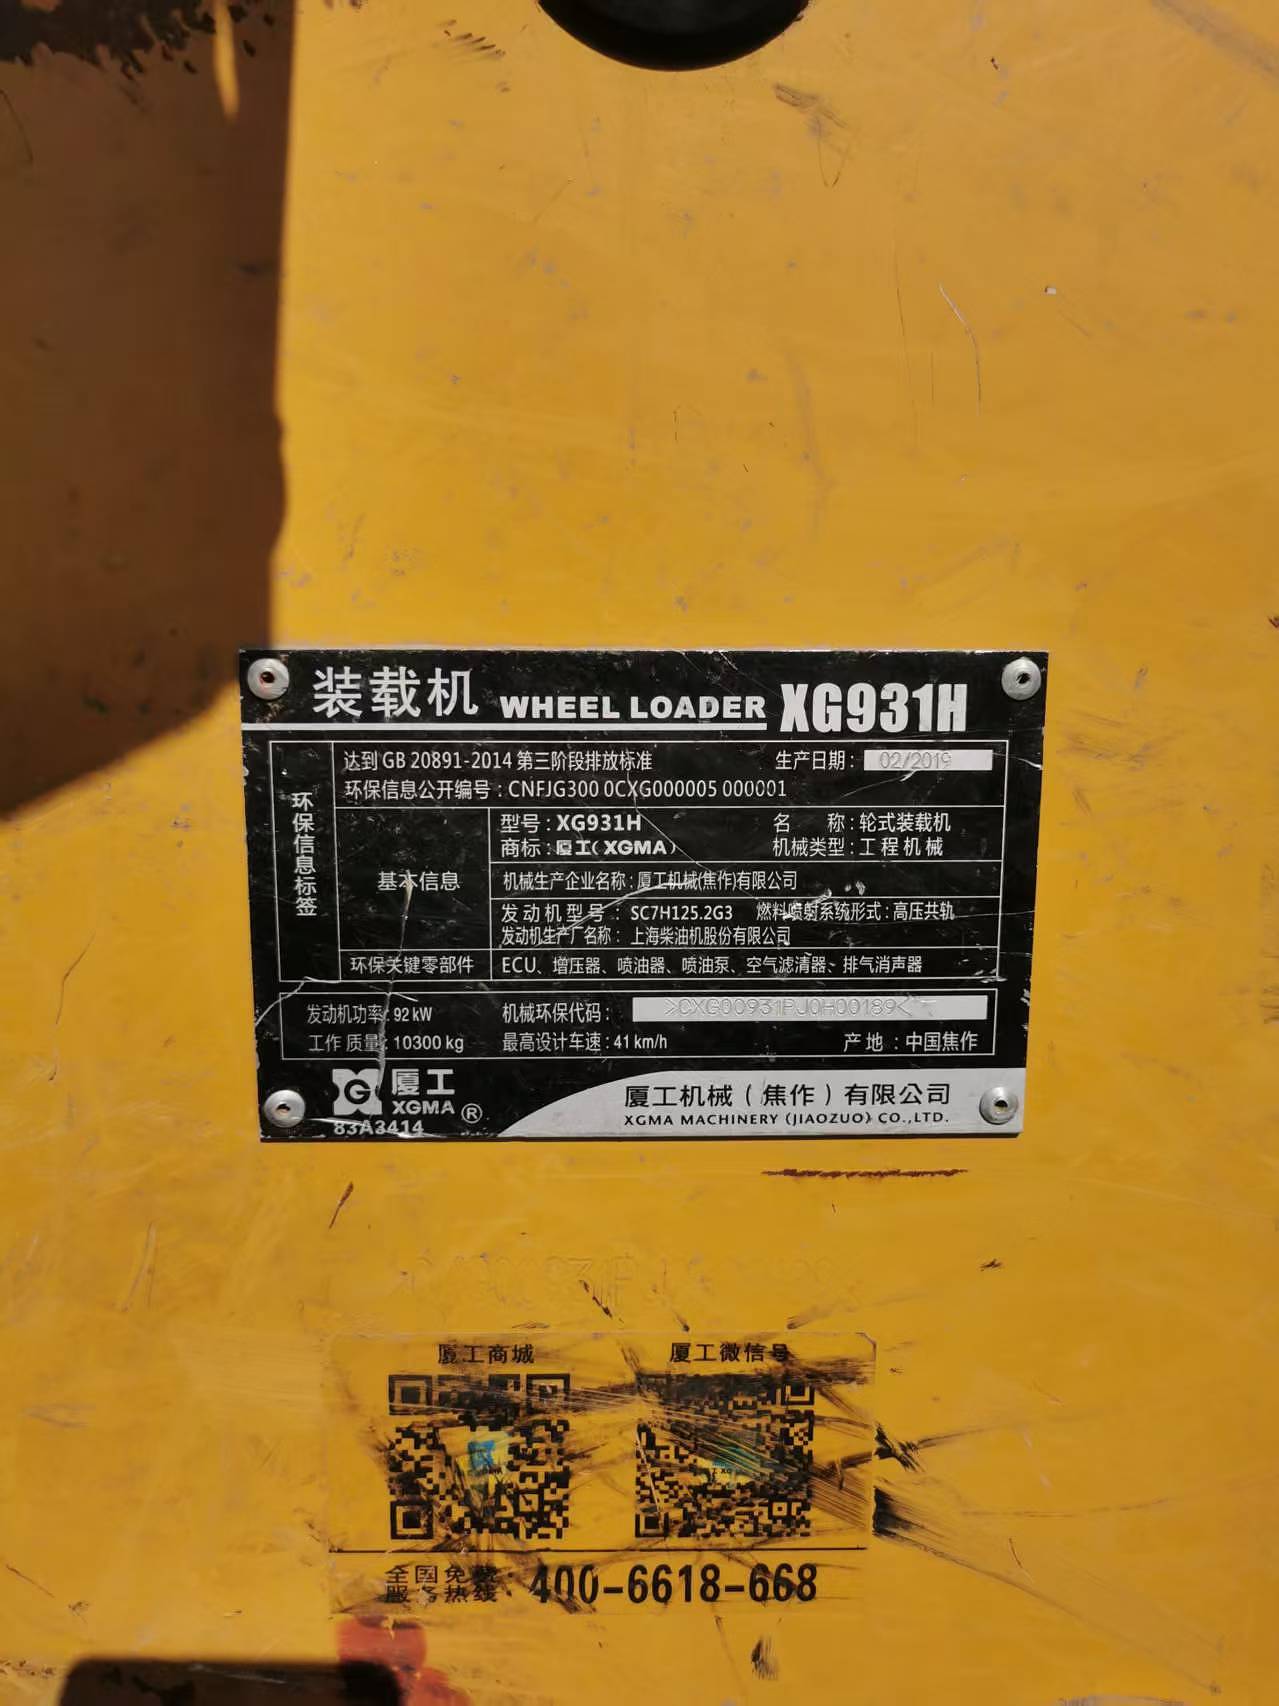 装载机 WHEEL LOADER XG931H
达到GB 20891-2014 第三阶段排放标准 生产日期: 02/2019
环保信息公开编号:CNFJG300 0CXG000005 000001
环保信息标签
基本信息
型号:XG931H 名 称:轮式装载机
商标:厦工(XGMA) 机械类型:工程机械
机械生产企业名称:厦工机械(焦作)有限公司
发动机型号: SC7H125.2G3 燃料喷射系统形式:高压共轨
发动机生产厂名称: 上海柴油机股份有限公司
环保关键零部件 ECU、增压器、喷油器、喷油泵、空气滤清器、排气消声器
发动机功率:92 kW 机械环保代码: >CXG00931PJ0H00189<
工作质量:10300 kg 最高设计车速:41 km/h 产地:中国焦作
厦工 XGMA ®
83A3414
厦工机械(焦作)有限公司
XGMA MACHINERY (JIAOZUO) CO.,LTD.
厦工商城 厦工微信号
全国免费
服务热线: 400-6618-668